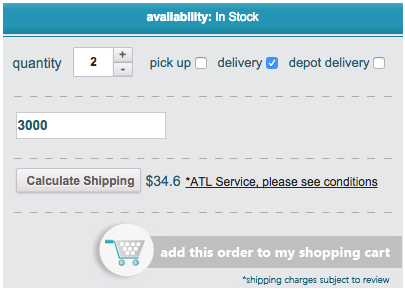 availability: In Stock
quantity 2 + - pick up delivery depot delivery
3000
Calculate Shipping $34.6 *ATL Service, please see conditions
add this order to my shopping cart
*shipping charges subject to review